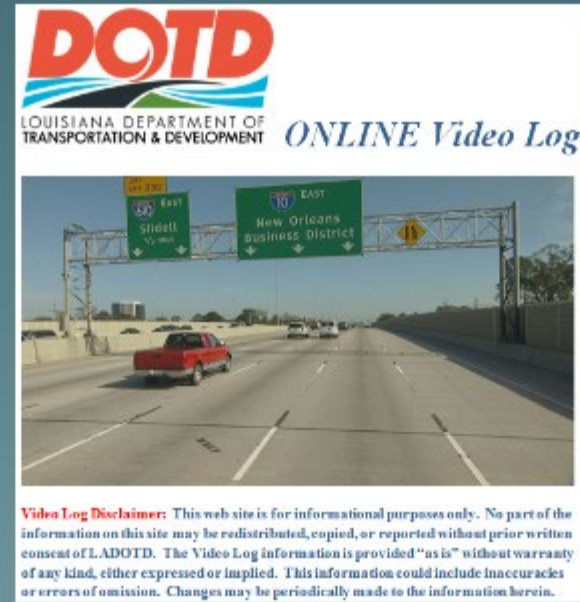 DOTD
LOUISIANA DEPARTMENT OF
TRANSPORTATION & DEVELOPMENT
ONLINE Video Log
EAST
Slidell
½ MILE
10 EAST
New Orleans
Business District
Video Log Disclaimer: This web site is for informational purposes only. No part of the
information on this site may be redistributed, copied, or reported without prior written
consent of LADOTD. The Video Log information is provided “as is” without warranty
of any kind, either expressed or implied. This information could include inaccuracies
or errors of omission. Changes may be periodically made to the information herein.